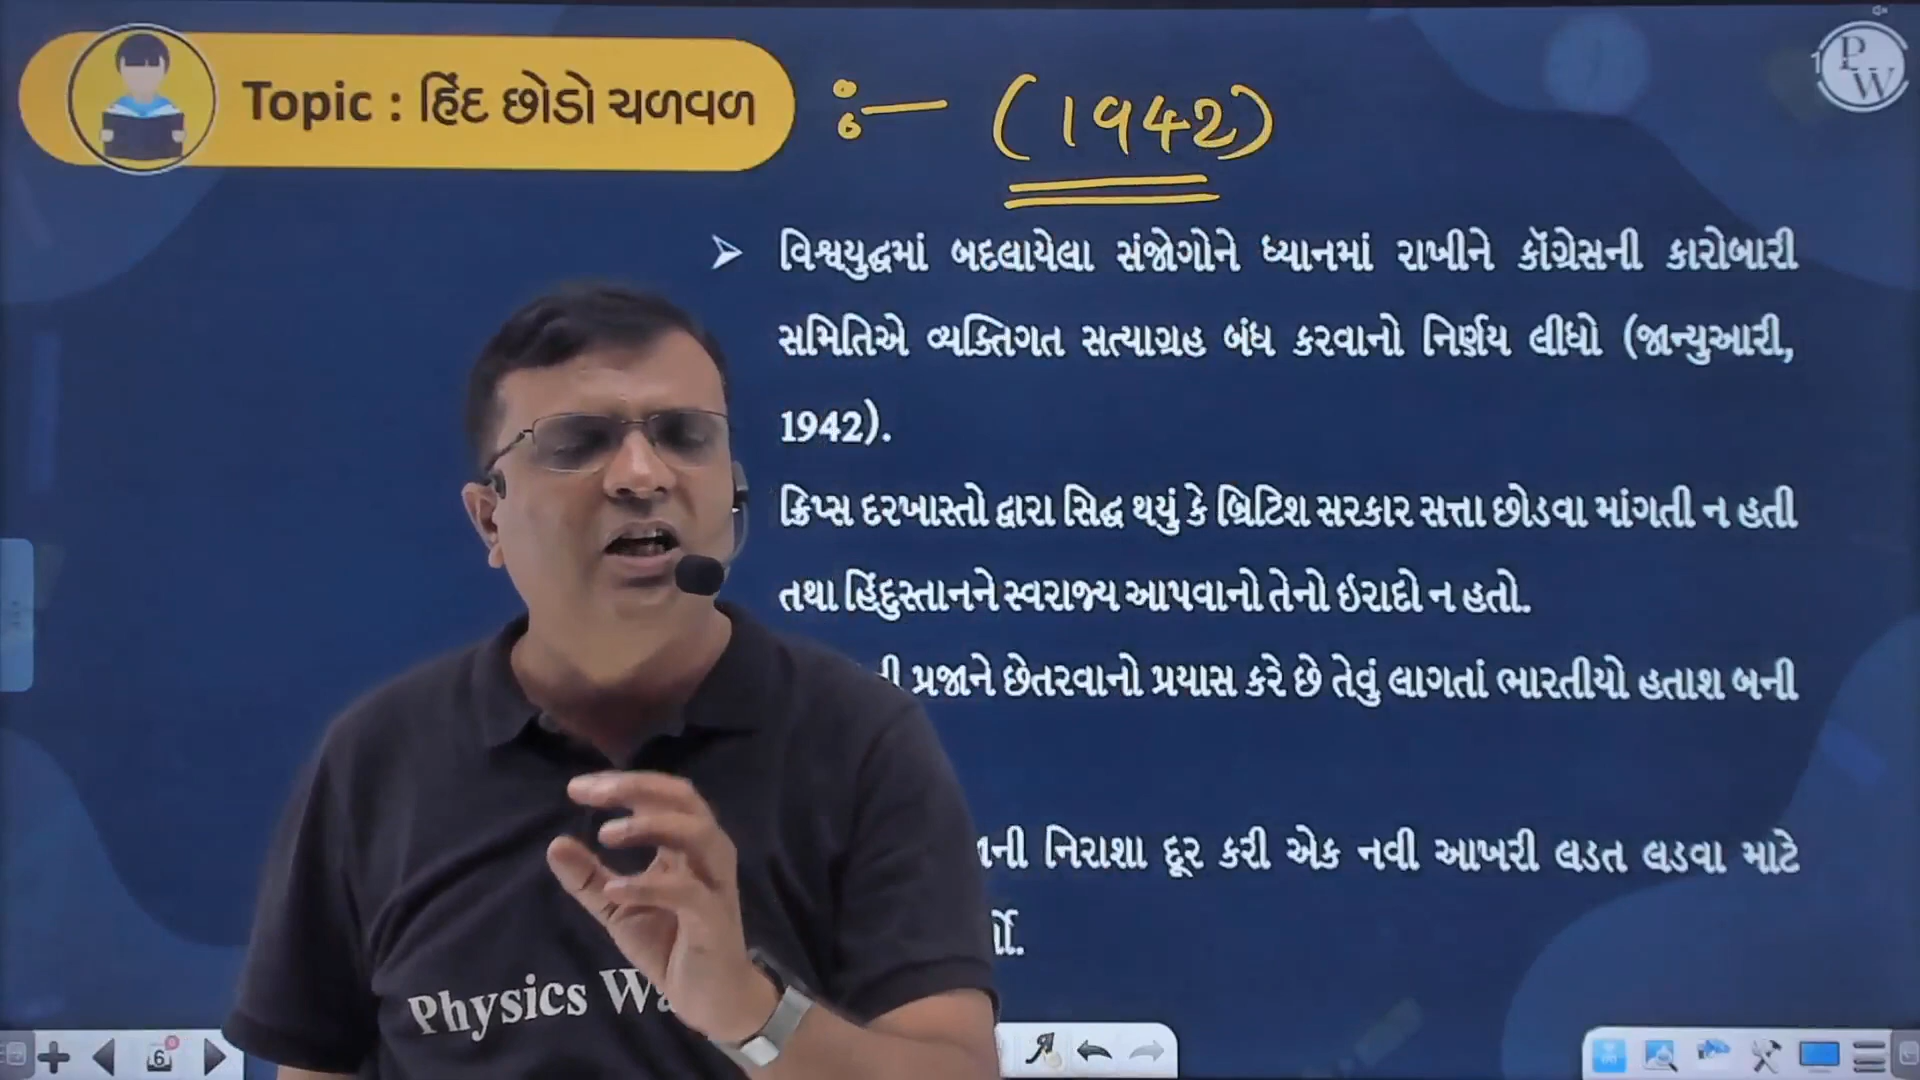 Topic : હિંદ છોડો ચળવળ :- (1942)
PW
વિશ્વયુદ્ધમાં બદલાયેલા સંજોગોને ધ્યાનમાં રાખીને કૉંગ્રેસની કારોબારી
સમિતિએ વ્યક્તિગત સત્યાગ્રહ બંધ કરવાનો નિર્ણય લીધો (જાન્યુઆરી,
1942).
ક્રિપ્સ દરખાસ્તો દ્વારા સિદ્ધ થયું કે બ્રિટિશ સરકાર સત્તા છોડવા માંગતી ન હતી
તથા હિંદુસ્તાનને સ્વરાજ્ય આપવાનો તેનો ઇરાદો ન હતો.
પ્રજાને છેતરવાનો પ્રયાસ કરે છે તેવું લાગતાં ભારતીયો હતાશ બની
નિરાશા દૂર કરી એક નવી આખરી લડત લડવા માટે
Physics
6